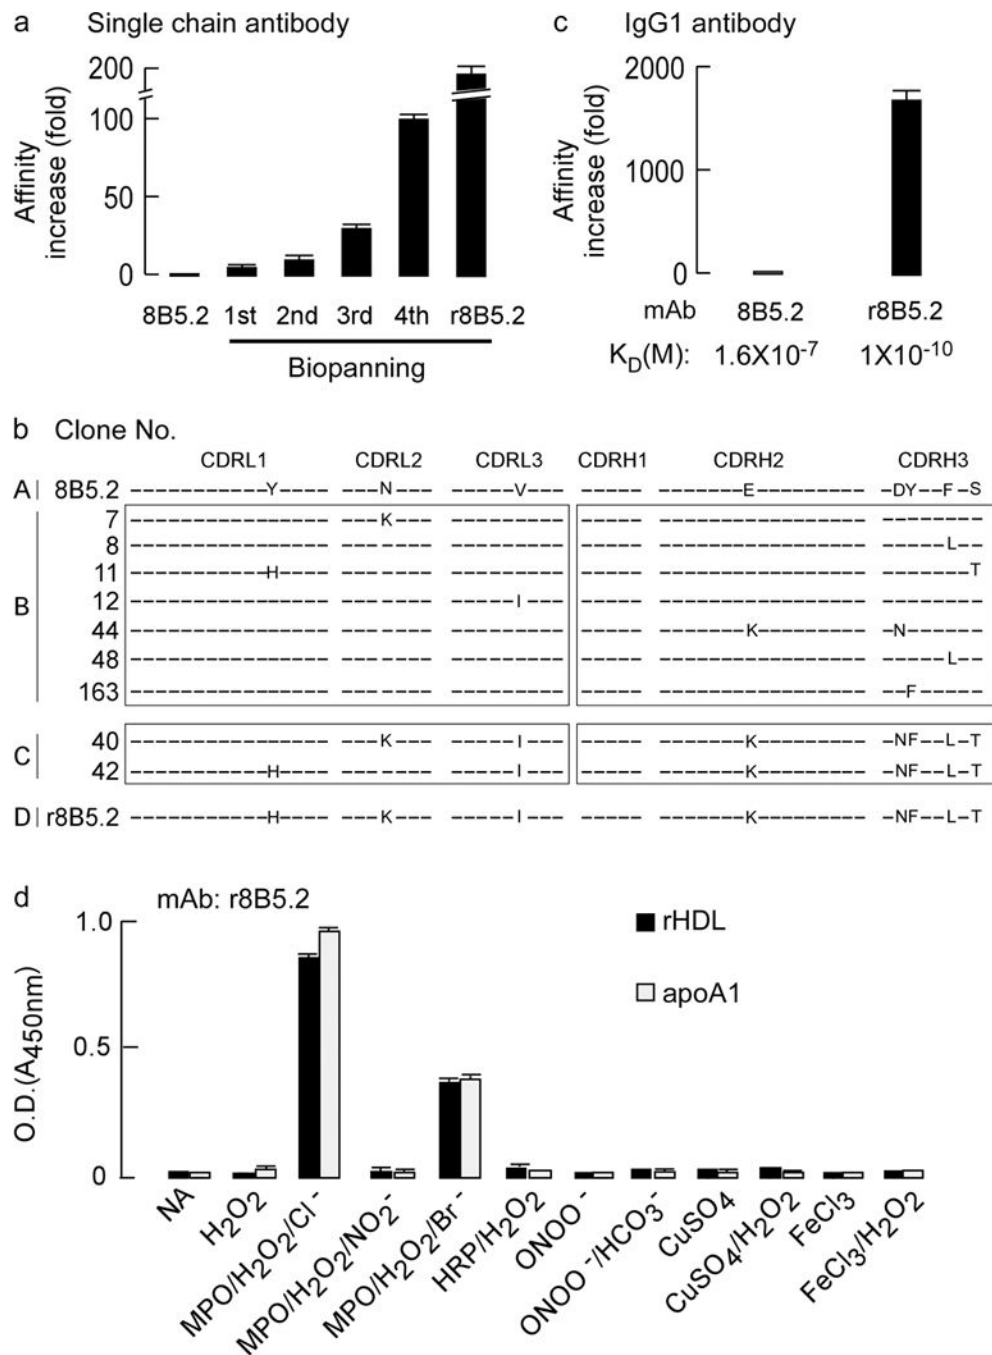 a Single chain antibody
Affinity increase (fold)
200
100
50
0
8B5.2 1st 2nd 3rd 4th r8B5.2
Biopanning
c IgG1 antibody
Affinity increase (fold)
2000
1000
0
mAb 8B5.2 r8B5.2
K_D(M): 1.6X10^-7 1X10^-10
b Clone No.
CDRL1 CDRL2 CDRL3 CDRH1 CDRH2 CDRH3
A| 8B5.2 Y N V E DY F S
B|
7 K
8 L
11 H T
12 I
44 K N
48 L
163 F
C|
40 K I K NF L T
42 H I K NF L T
D| r8B5.2 H K I K NF L T
d mAb: r8B5.2
rHDL
apoA1
O.D.(A450nm)
1.0
0.5
0
NA
H2O2
MPO/H2O2/Cl-
MPO/H2O2/NO2-
MPO/H2O2/Br-
HRP/H2O2
ONOO-
ONOO-/HCO3-
CuSO4
CuSO4/H2O2
FeCl3
FeCl3/H2O2